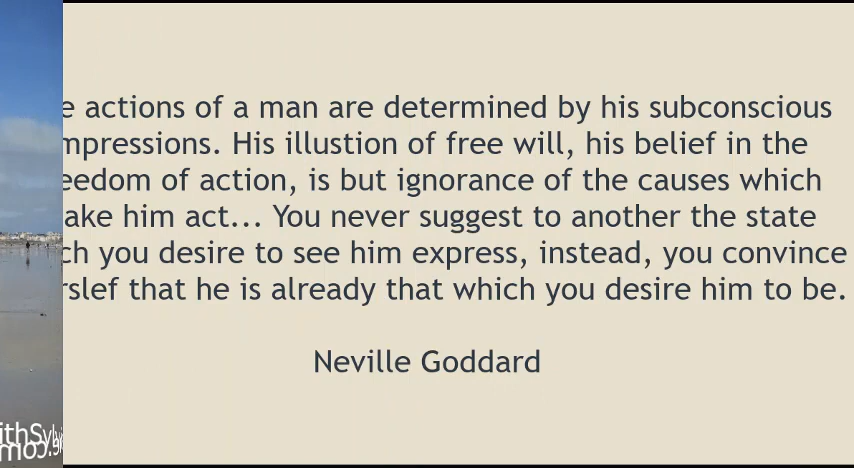 e actions of a man are determined by his subconscious
mpressions. His illustion of free will, his belief in the
eedom of action, is but ignorance of the causes which
ake him act... You never suggest to another the state
ch you desire to see him express, instead, you convince
rslef that he is already that which you desire him to be.
Neville Goddard